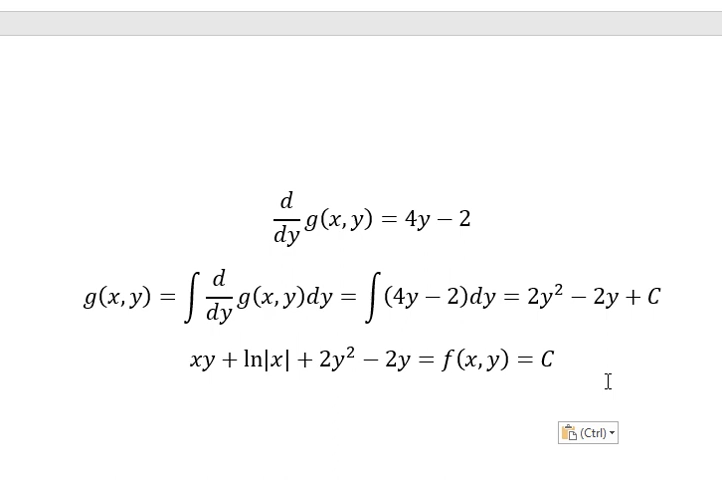 d/dy g(x, y) = 4y − 2
g(x, y) = ∫ d/dy g(x, y)dy = ∫(4y − 2)dy = 2y² − 2y + C
xy + ln|x| + 2y² − 2y = f(x, y) = C
(Ctrl)